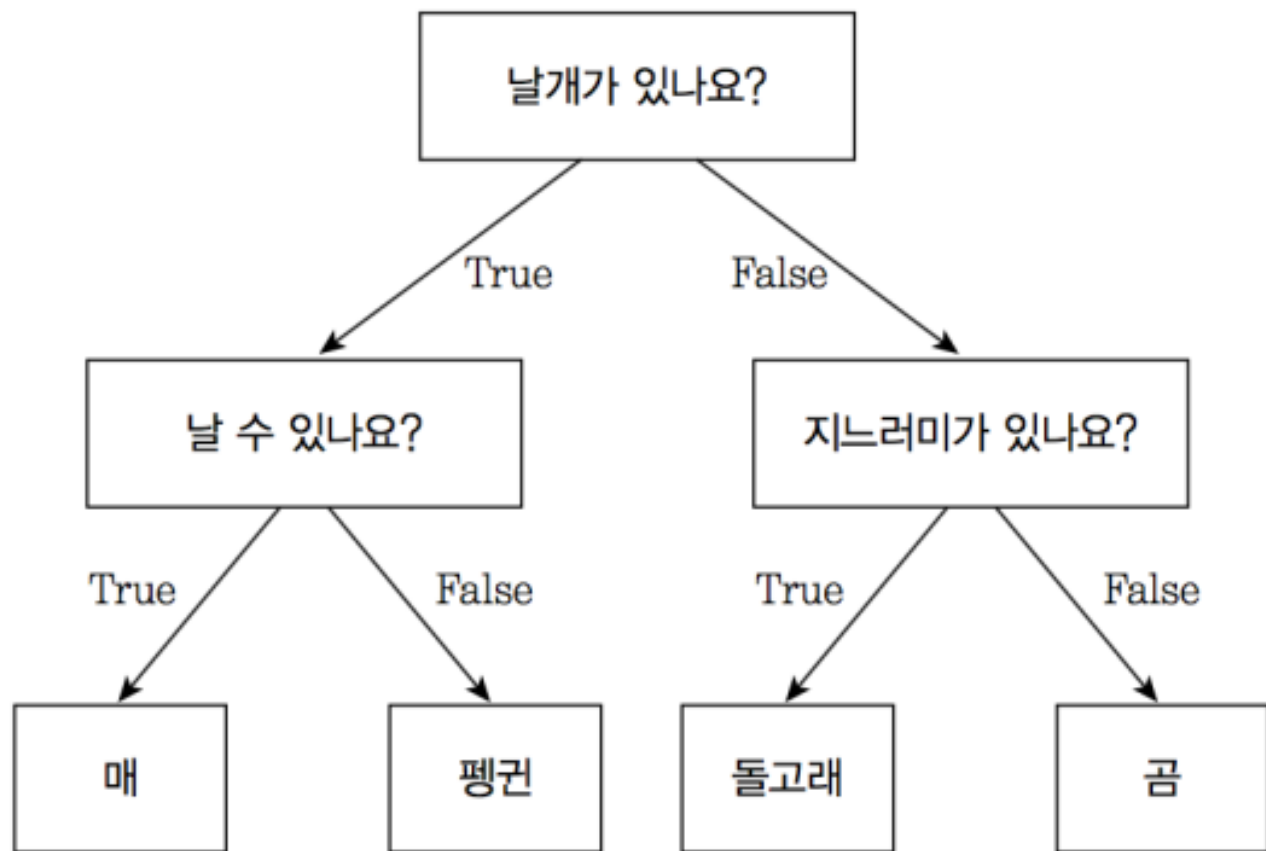 날개가 있나요?
True
False
날 수 있나요?
지느러미가 있나요?
True
False
True
False
매
펭귄
돌고래
곰